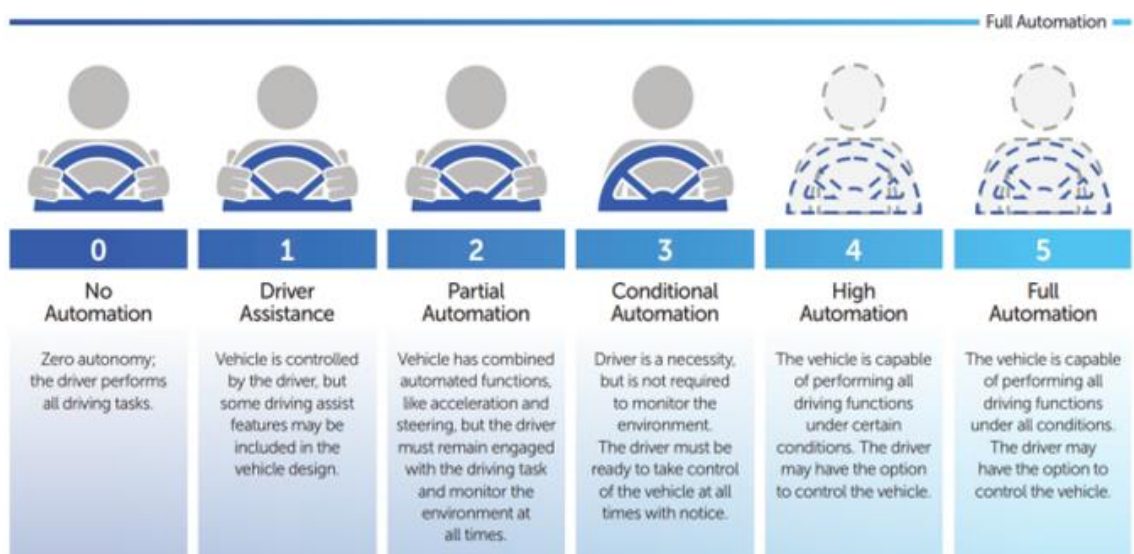 Full Automation
0
No
Automation
Zero autonomy;
the driver performs
all driving tasks.
1
Driver
Assistance
Vehicle is controlled
by the driver, but
some driving assist
features may be
included in the
vehicle design.
2
Partial
Automation
Vehicle has combined
automated functions,
like acceleration and
steering, but the driver
must remain engaged
with the driving task
and monitor the
environment at
all times.
3
Conditional
Automation
Driver is a necessity,
but is not required
to monitor the
environment.
The driver must be
ready to take control
of the vehicle at all
times with notice.
4
High
Automation
The vehicle is capable
of performing all
driving functions
under certain
conditions. The driver
may have the option
to control the vehicle.
5
Full
Automation
The vehicle is capable
of performing all
driving functions
under all conditions.
The driver may
have the option to
control the vehicle.